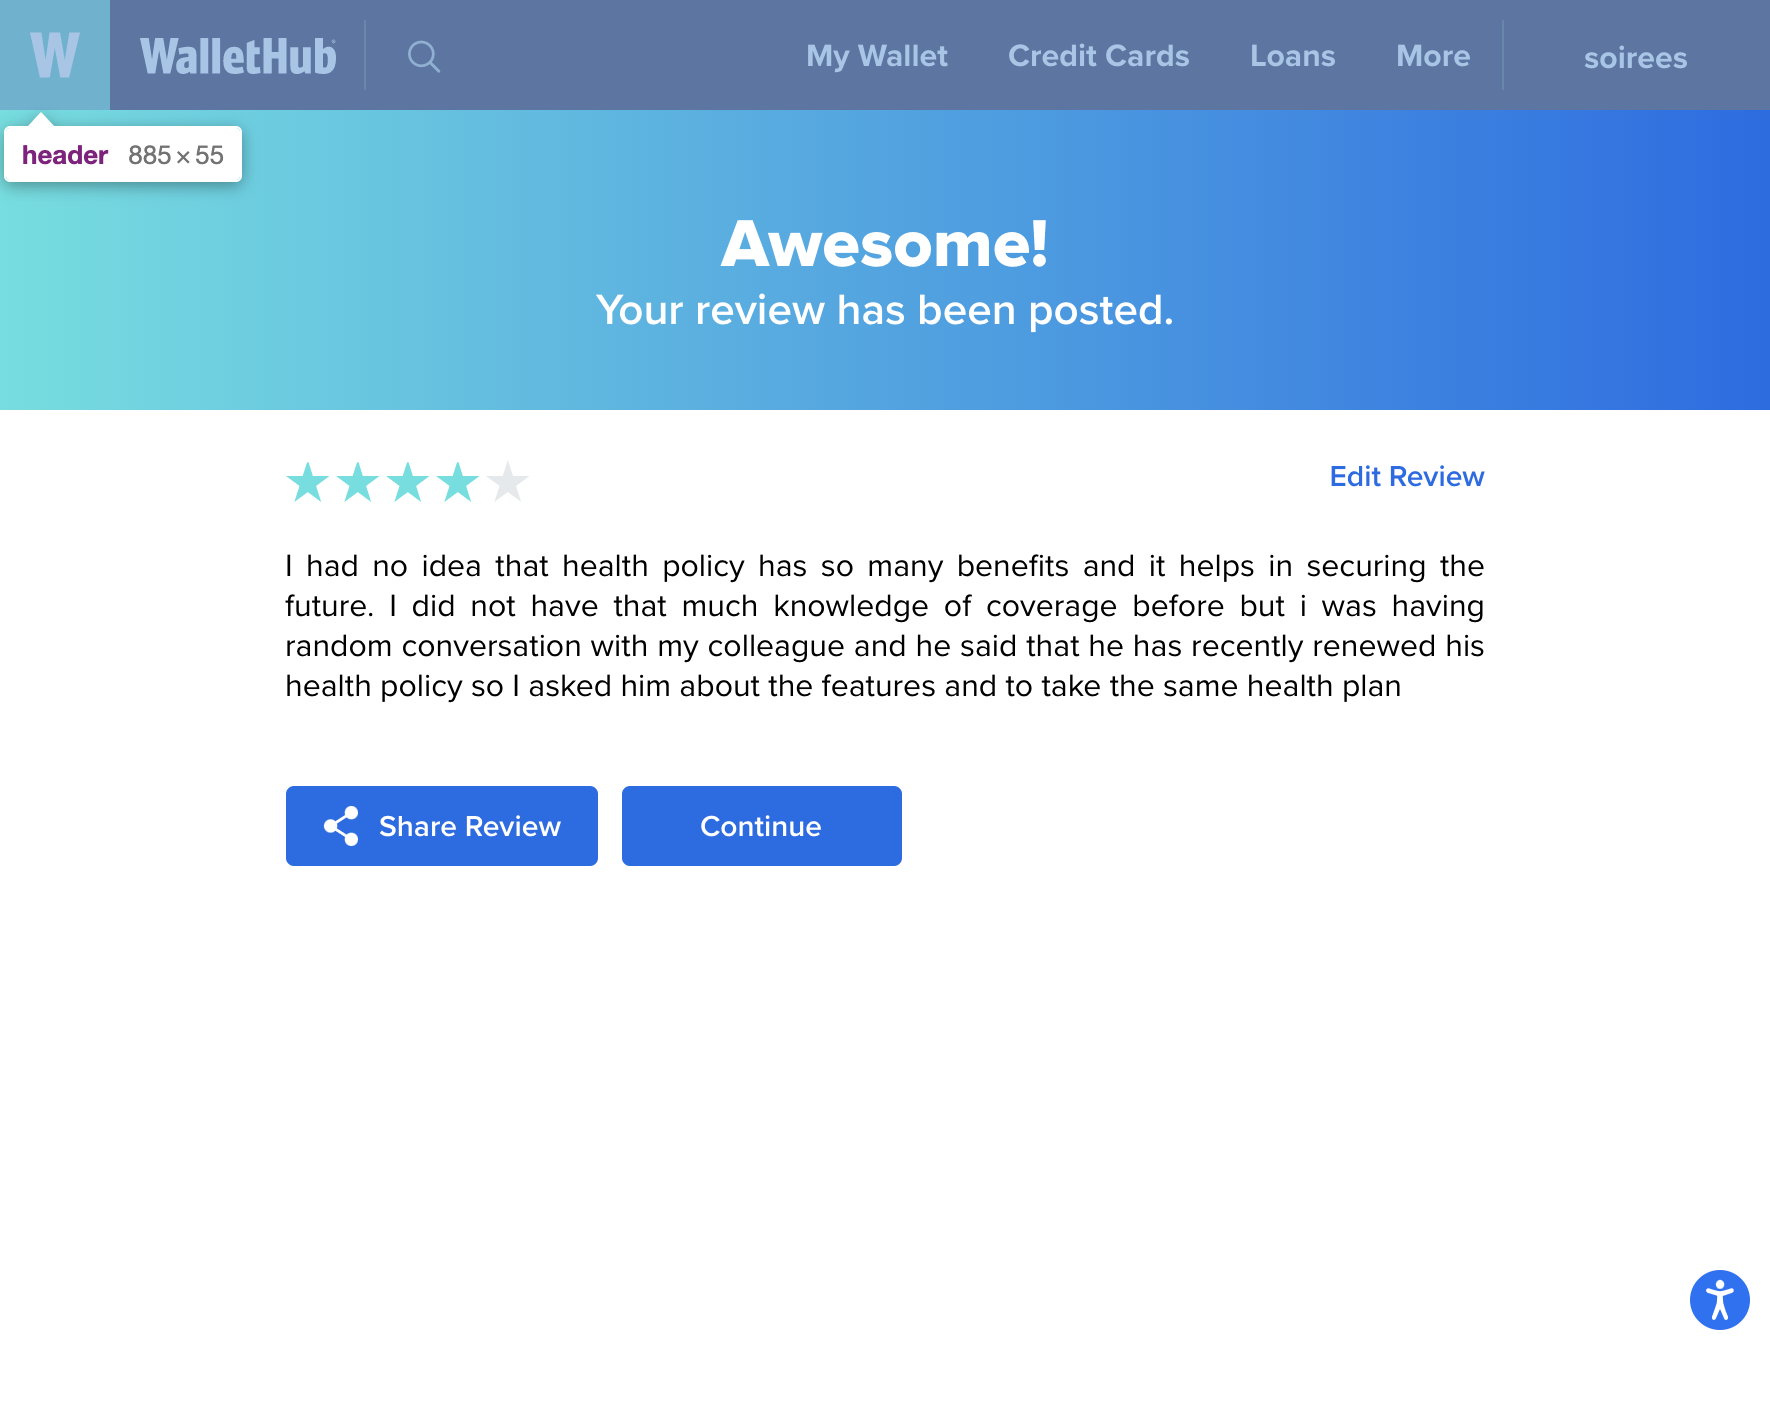 W WalletHub My Wallet Credit Cards Loans More soirees
header 885 × 55
Awesome!
Your review has been posted.
Edit Review
I had no idea that health policy has so many benefits and it helps in securing the
future. I did not have that much knowledge of coverage before but i was having
random conversation with my colleague and he said that he has recently renewed his
health policy so I asked him about the features and to take the same health plan
Share Review Continue